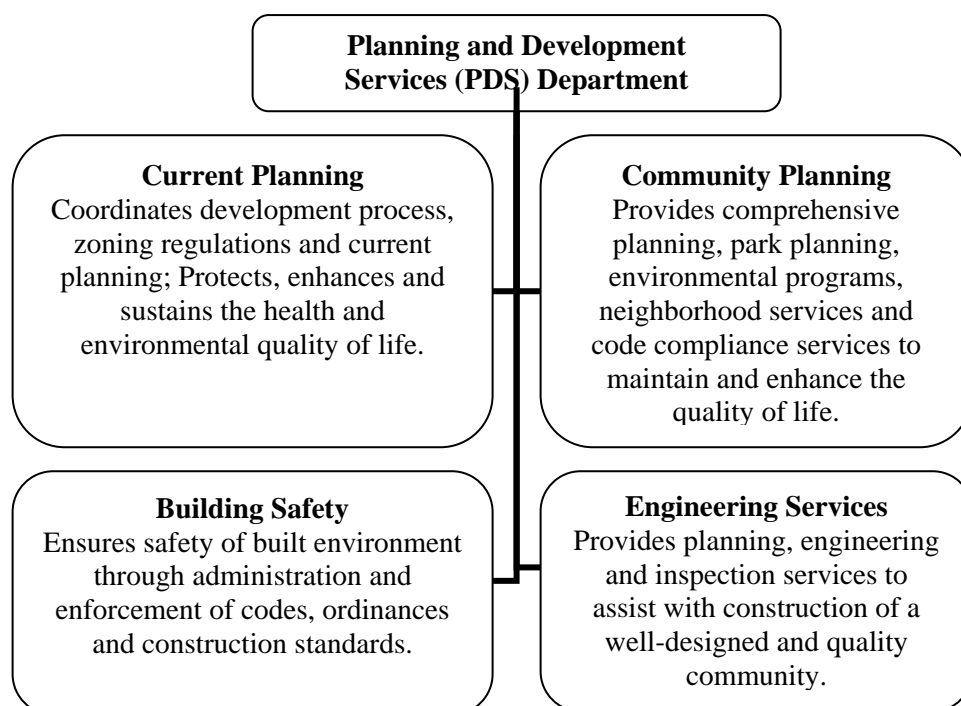 Planning and Development
Services (PDS) Department
Current Planning
Coordinates development process,
zoning regulations and current
planning; Protects, enhances and
sustains the health and
environmental quality of life.
Community Planning
Provides comprehensive
planning, park planning,
environmental programs,
neighborhood services and
code compliance services to
maintain and enhance the
quality of life.
Building Safety
Ensures safety of built environment
through administration and
enforcement of codes, ordinances
and construction standards.
Engineering Services
Provides planning, engineering
and inspection services to
assist with construction of a
well-designed and quality
community.